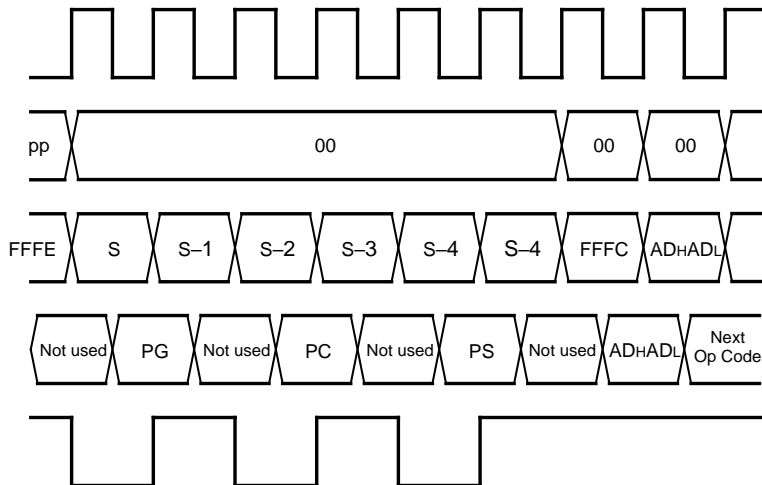 pp 00 00 00
FFFE S S–1 S–2 S–3 S–4 S–4 FFFC ADHADL
Not used PG Not used PC Not used PS Not used ADHADL Next
Op Code